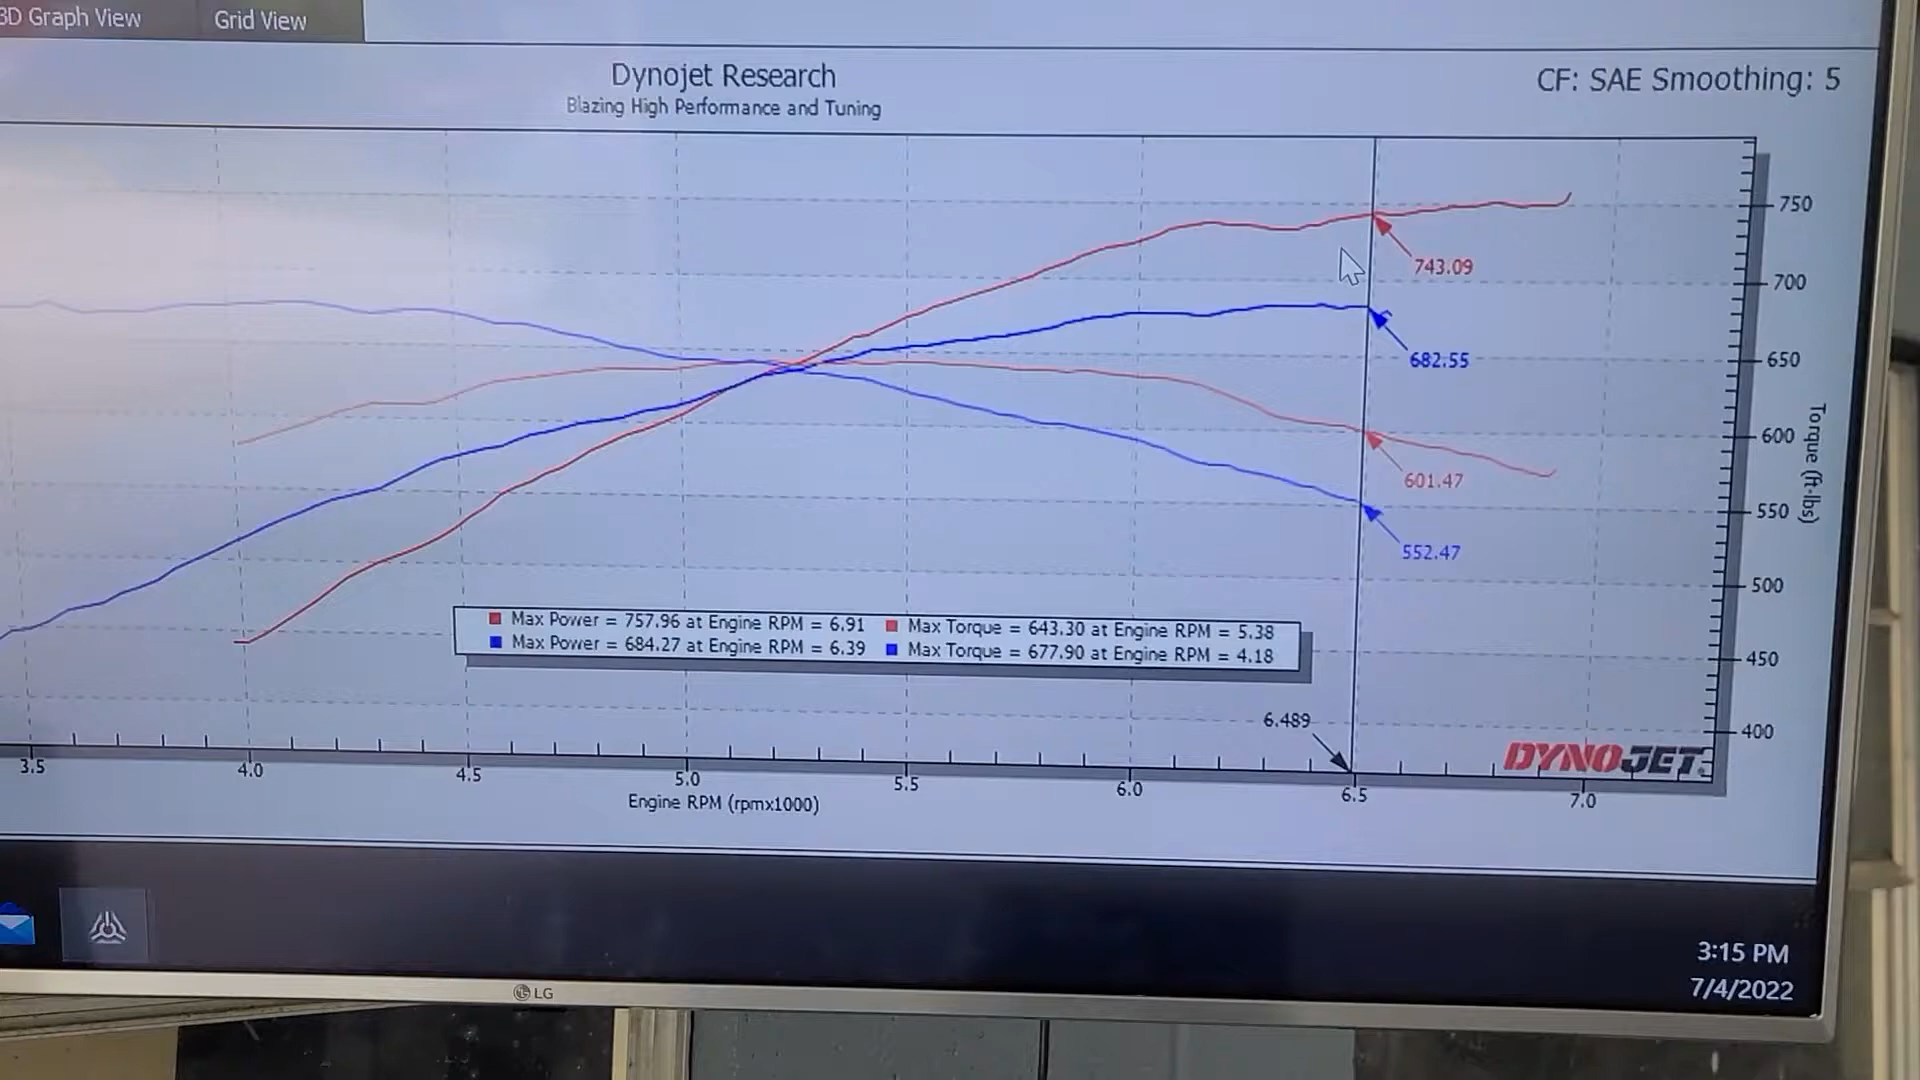 3D Graph View
Grid View
Dynojet Research
Blazing High Performance and Tuning
CF: SAE Smoothing: 5
750
743.09
700
650
682.55
600
601.47
550
552.47
500
450
400
Torque (ft-lbs)
Max Power = 757.96 at Engine RPM = 6.91
Max Torque = 643.30 at Engine RPM = 5.38
Max Power = 684.27 at Engine RPM = 6.39
Max Torque = 677.90 at Engine RPM = 4.18
6.489
DYNOJET
3.5
4.0
4.5
5.0
5.5
6.0
6.5
7.0
Engine RPM (rpmx1000)
3:15 PM
7/4/2022
LG